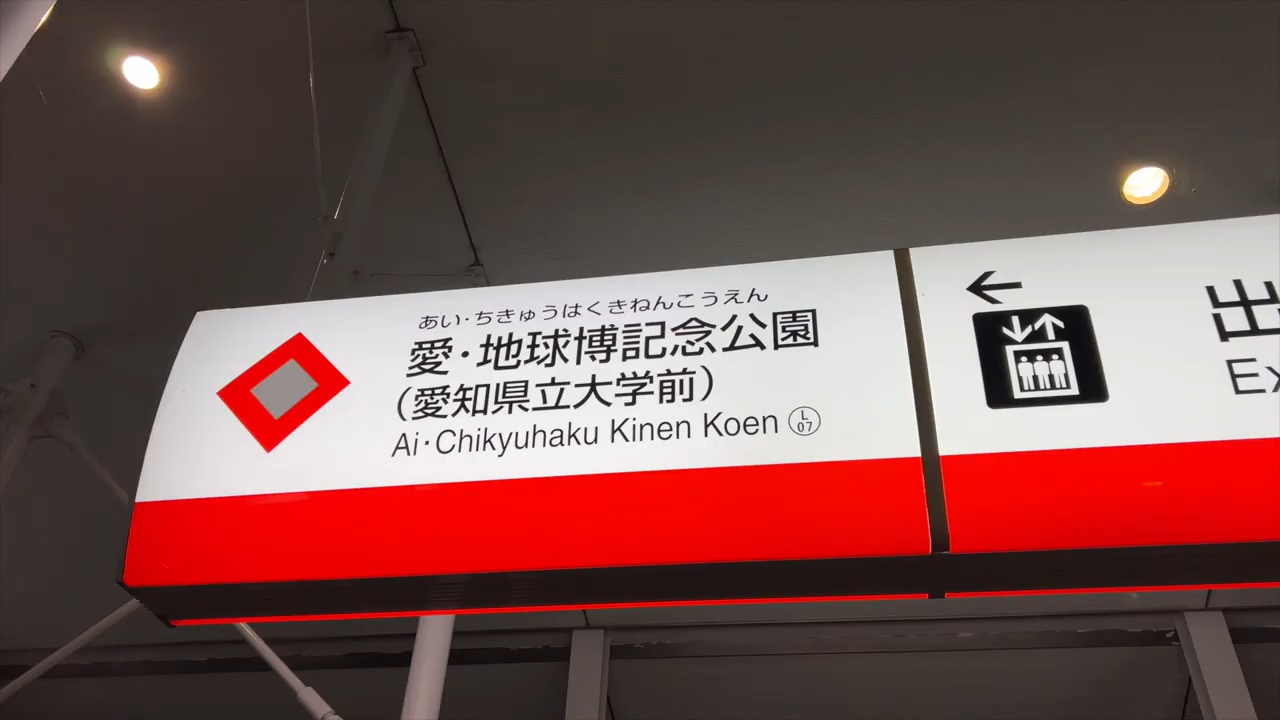 あい・ちきゅうはくきねんこうえん
愛・地球博記念公園
(愛知県立大学前)
Ai・Chikyuhaku Kinen Koen L07
←
出
Ex